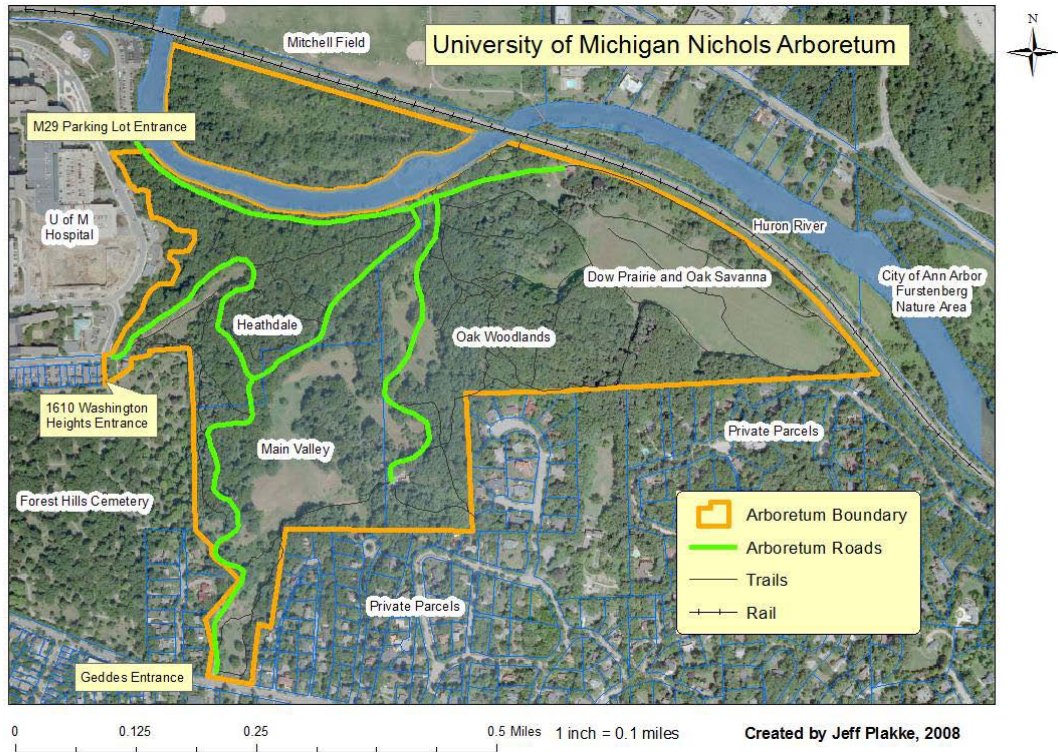 N
Mitchell Field
University of Michigan Nichols Arboretum
M29 Parking Lot Entrance
U of M
Hospital
Huron River
Dow Prairie and Oak Savanna
City of Ann Arbor
Furstenberg
Nature Area
Heathdale
Oak Woodlands
1610 Washington
Heights Entrance
Main Valley
Private Parcels
Forest Hills Cemetery
Arboretum Boundary
Arboretum Roads
Trails
Rail
Private Parcels
Geddes Entrance
0 0.125 0.25 0.5 Miles 1 inch = 0.1 miles Created by Jeff Plakke, 2008